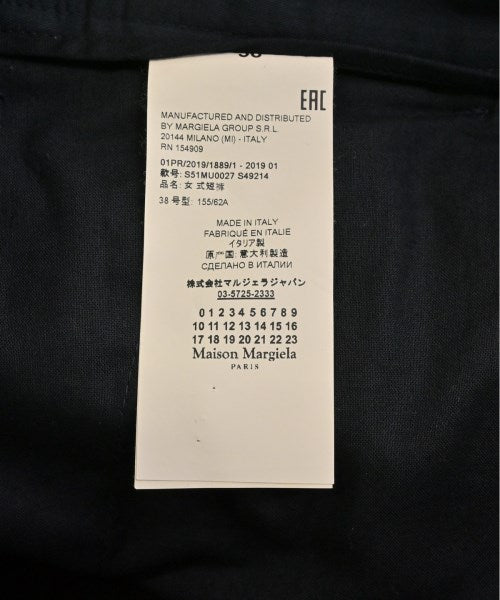 38
EAC
MANUFACTURED AND DISTRIBUTED
BY MARGIELA GROUP S.R.L.
20144 MILANO (MI) - ITALY
RN 154909
01PR/2019/1889/1 - 2019 01
款号: S51MU0027 S49214
品名: 女 式短裤
38 号型: 155/62A
MADE IN ITALY
FABRIQUÉ EN ITALIE
イタリア製
原产国: 意大利製造
СДЕЛАНО В ИТАЛИИ
株式会社マルジェラジャパン
03-5725-2333
0 1 2 3 4 5 6 7 8 9
10 11 12 13 14 15 16
17 18 19 20 21 22 23
Maison Margiela
PARIS